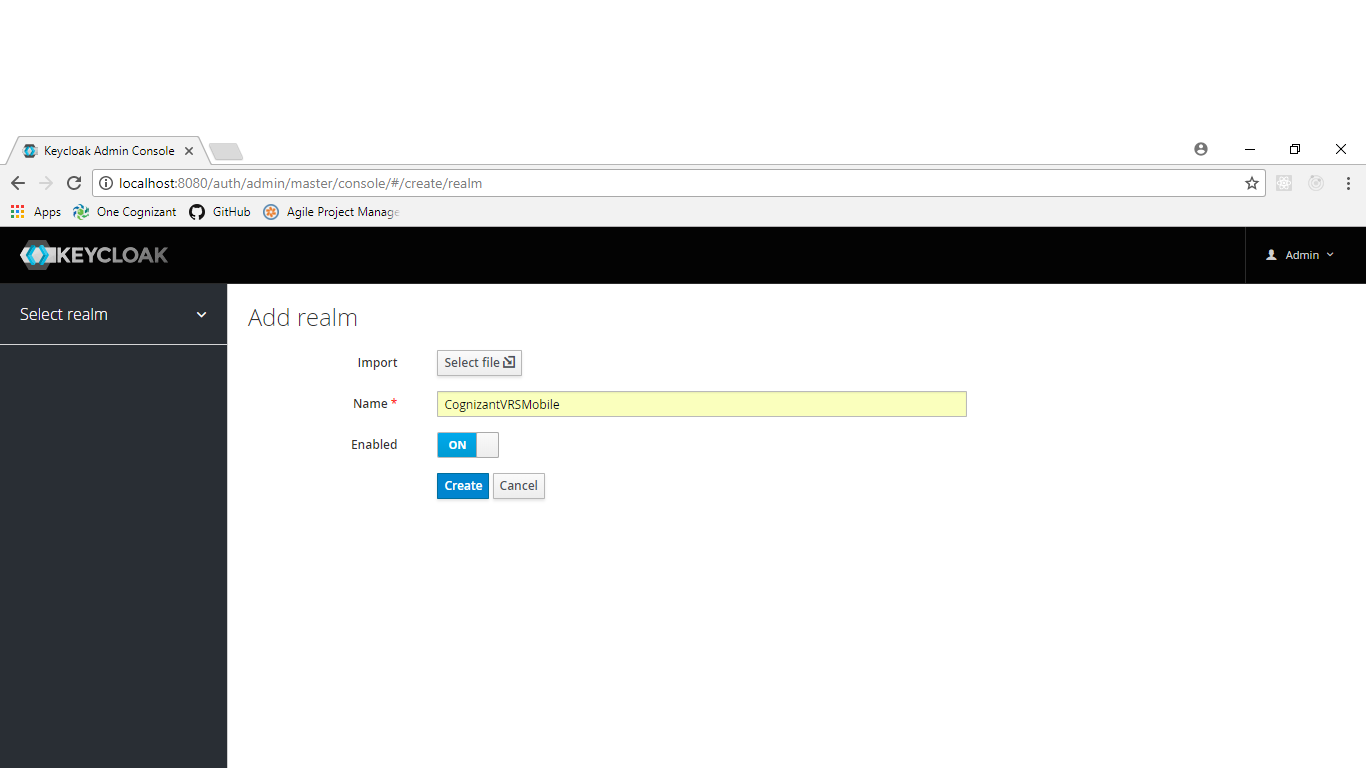 Keycloak Admin Console
localhost:8080/auth/admin/master/console/#/create/realm
Apps One Cognizant GitHub Agile Project Manage
KEYCLOAK Admin
Select realm
Add realm
Import Select file
Name * CognizantVRSMobile
Enabled ON
Create Cancel